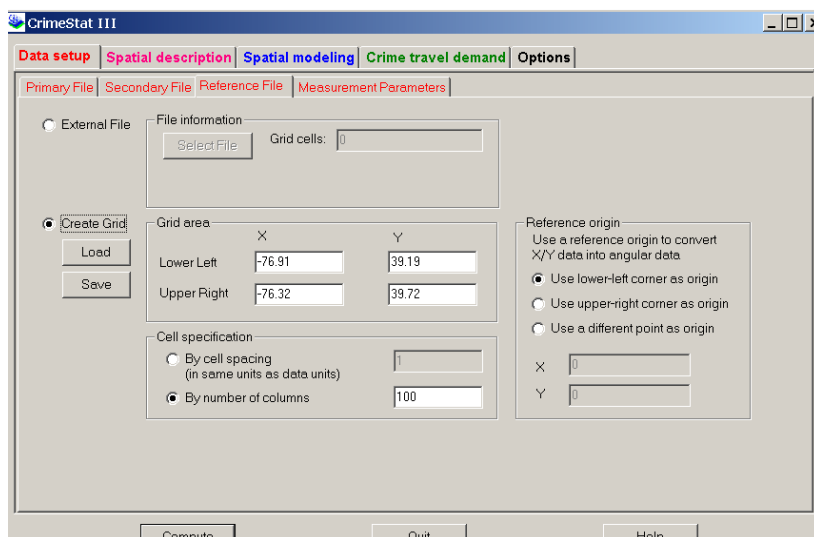 CrimeStat III
Data setup Spatial description Spatial modeling Crime travel demand Options
Primary File Secondary File Reference File Measurement Parameters
External File
File information
Select File Grid cells: 0
Create Grid
Load
Save
Grid area
X Y
Lower Left -76.91 39.19
Upper Right -76.32 39.72
Cell specification
By cell spacing 1
(in same units as data units)
By number of columns 100
Reference origin
Use a reference origin to convert
X/Y data into angular data
Use lower-left corner as origin
Use upper-right corner as origin
Use a different point as origin
X 0
Y 0
Compute Quit Help